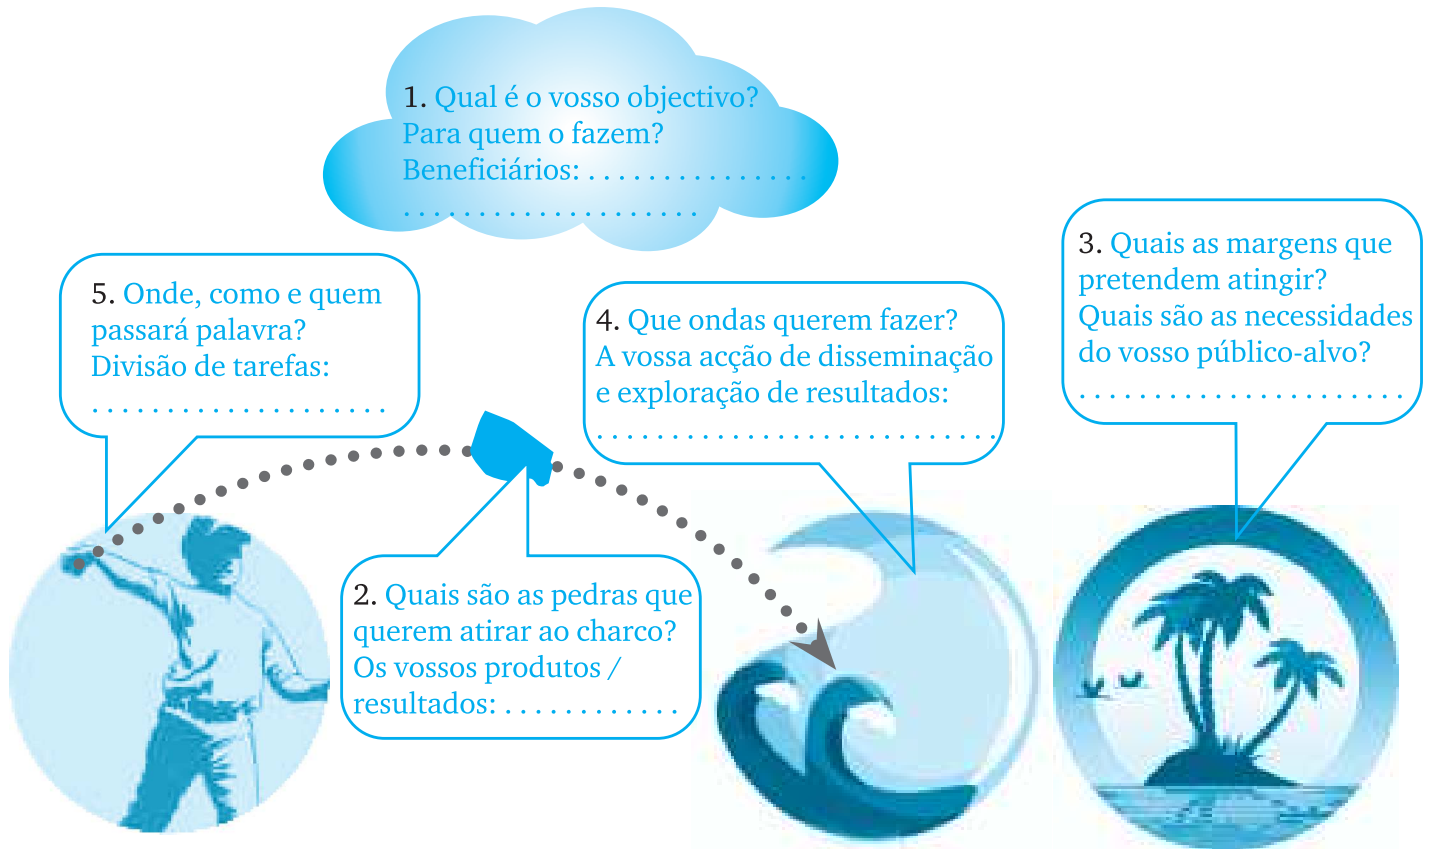 1. Qual é o vosso objectivo?
Para quem o fazem?
Beneficiários: . . . . . . . . . . . . . . .
. . . . . . . . . . . . . . . . . . . .
5. Onde, como e quem
passará palavra?
Divisão de tarefas:
. . . . . . . . . . . . . . . . . . . .
4. Que ondas querem fazer?
A vossa acção de disseminação
e exploração de resultados:
. . . . . . . . . . . . . . . . . . . . . . . . . . .
3. Quais as margens que
pretendem atingir?
Quais são as necessidades
do vosso público-alvo?
. . . . . . . . . . . . . . . . . . . . . .
2. Quais são as pedras que
querem atirar ao charco?
Os vossos produtos /
resultados: . . . . . . . . . . . .